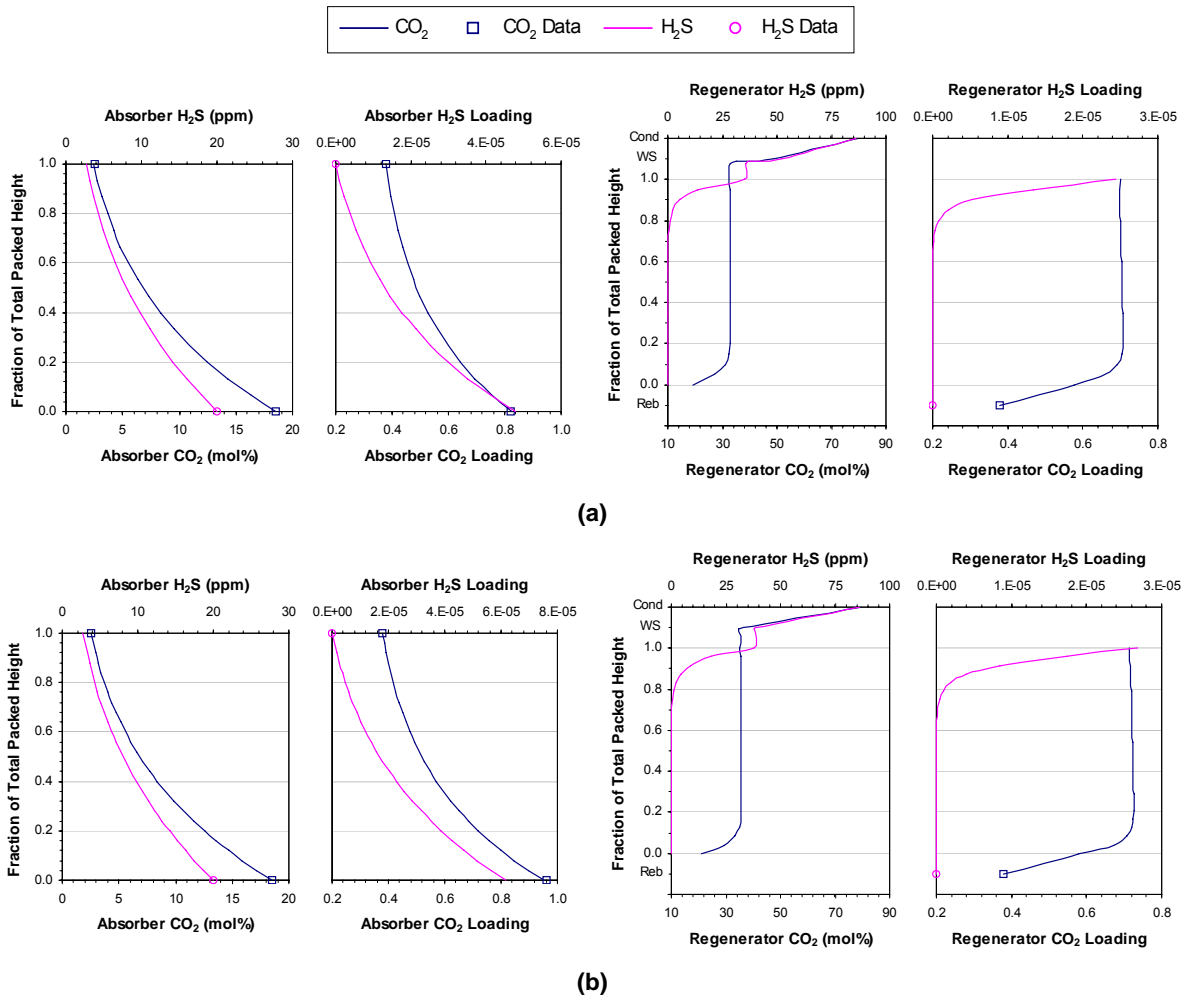 CO₂ CO₂ Data H₂S H₂S Data
Absorber H₂S (ppm)
0 10 20 30
Fraction of Total Packed Height
1.0
0.8
0.6
0.4
0.2
0.0
0 5 10 15 20
Absorber CO₂ (mol%)
Absorber H₂S Loading
0.E+00 2.E-05 4.E-05 6.E-05
0.2 0.4 0.6 0.8 1.0
Absorber CO₂ Loading
Regenerator H₂S (ppm)
0 25 50 75 100
Fraction of Total Packed Height
Cond
WS
1.0
0.8
0.6
0.4
0.2
0.0
Reb
10 30 50 70 90
Regenerator CO₂ (mol%)
Regenerator H₂S Loading
0.E+00 1.E-05 2.E-05 3.E-05
0.2 0.4 0.6 0.8
Regenerator CO₂ Loading
(a)
Absorber H₂S (ppm)
0 10 20 30
Fraction of Total Packed Height
1.0
0.8
0.6
0.4
0.2
0.0
0 5 10 15 20
Absorber CO₂ (mol%)
Absorber H₂S Loading
0.E+00 2.E-05 4.E-05 6.E-05 8.E-05
0.2 0.4 0.6 0.8 1.0
Absorber CO₂ Loading
Regenerator H₂S (ppm)
0 25 50 75 100
Fraction of Total Packed Height
Cond
WS
1.0
0.8
0.6
0.4
0.2
0.0
Reb
10 30 50 70 90
Regenerator CO₂ (mol%)
Regenerator H₂S Loading
0.E+00 1.E-05 2.E-05 3.E-05
0.2 0.4 0.6 0.8
Regenerator CO₂ Loading
(b)